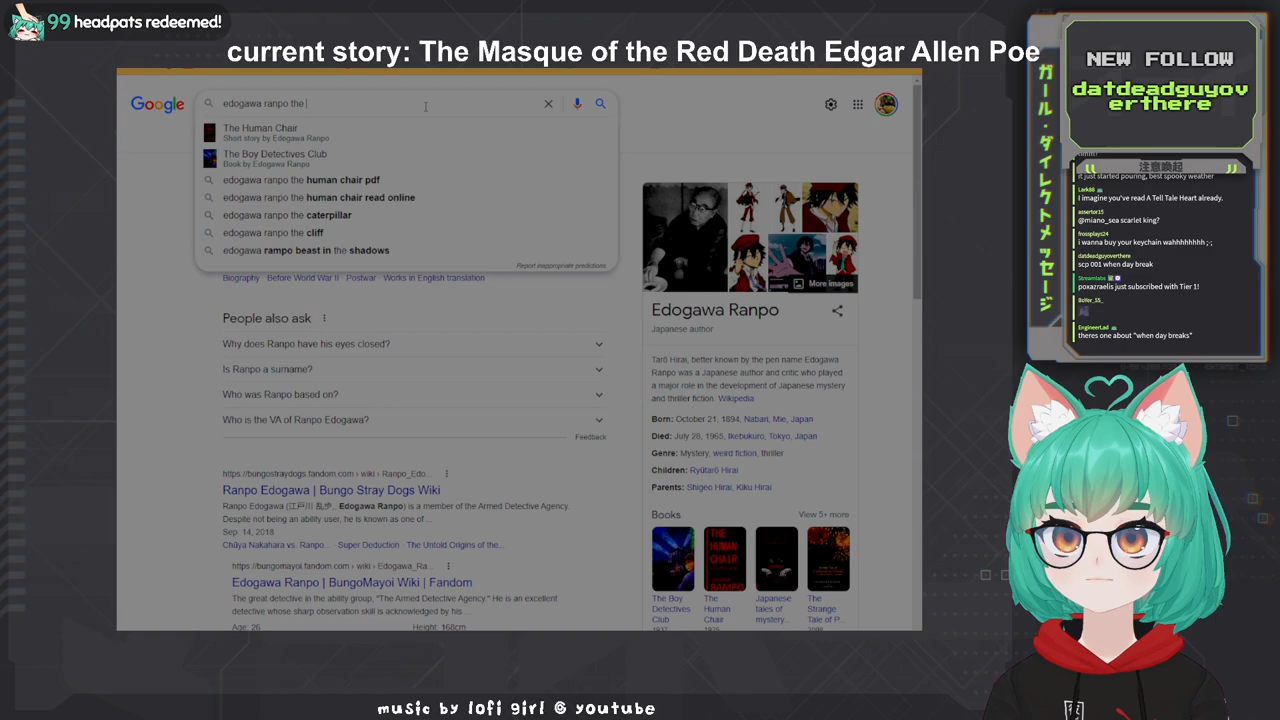 99 headpats redeemed!
current story: The Masque of the Red Death Edgar Allen Poe
Google
edogawa ranpo the
The Human Chair
Short story by Edogawa Ranpo
The Boy Detectives Club
Book by Edogawa Ranpo
edogawa ranpo the human chair pdf
edogawa ranpo the human chair read online
edogawa ranpo the caterpillar
edogawa ranpo the cliff
edogawa rampo beast in the shadows
Report inappropriate predictions
Biography · Before World War II · Postwar · Works in English translation
People also ask
Why does Ranpo have his eyes closed?
Is Ranpo a surname?
Who was Ranpo based on?
Who is the VA of Ranpo Edogawa?
Feedback
https://bungostraydogs.fandom.com › wiki › Ranpo_Edo...
Ranpo Edogawa | Bungo Stray Dogs Wiki
Ranpo Edogawa (江戸川 乱歩, Edogawa Ranpo) is a member of the Armed Detective Agency.
Despite not being an ability user, he is known as one of ...
Sep. 14, 2018
Chūya Nakahara vs. Ranpo... · Super Deduction · The Untold Origins of the...
https://bungomayoi.fandom.com › wiki › Edogawa_Ra...
Edogawa Ranpo | BungoMayoi Wiki | Fandom
The great detective in the ability group, "The Armed Detective Agency." He is an excellent
detective whose sharp observation skill is acknowledged by his ...
Age: 26
Height: 168cm
More images
Edogawa Ranpo
Japanese author
Tarō Hirai, better known by the pen name Edogawa
Ranpo was a Japanese author and critic who played
a major role in the development of Japanese mystery
and thriller fiction. Wikipedia
Born: October 21, 1894, Nabari, Mie, Japan
Died: July 28, 1965, Ikebukuro, Tokyo, Japan
Genre: Mystery, weird fiction, thriller
Children: Ryūtarō Hirai
Parents: Shigeo Hirai, Kiku Hirai
Books
View 5+ more
THE
HUMAN
CHAIR
The Boy
Detectives
Club
The
Human
Chair
Japanese
tales of
mystery...
The
Strange
Tale of P...
ガール・ダイレクトメッセージ
NEW FOLLOW
datdeadguyov
erthere
注意喚起
it just started pouring, best spooky weather
Lark88
I imagine you've read A Tell Tale Heart already.
assertor15
@miano_sea scarlet king?
frossplays24
i wanna buy your keychain wahhhhhhhh ;-;
datdeadguyoverthere
scp 001 when day break
Streamlabs
poxazraelis just subscribed with Tier 1!
BoVer_SS_
EngineerLad
theres one about "when day breaks"
music by lofi girl @ youtube